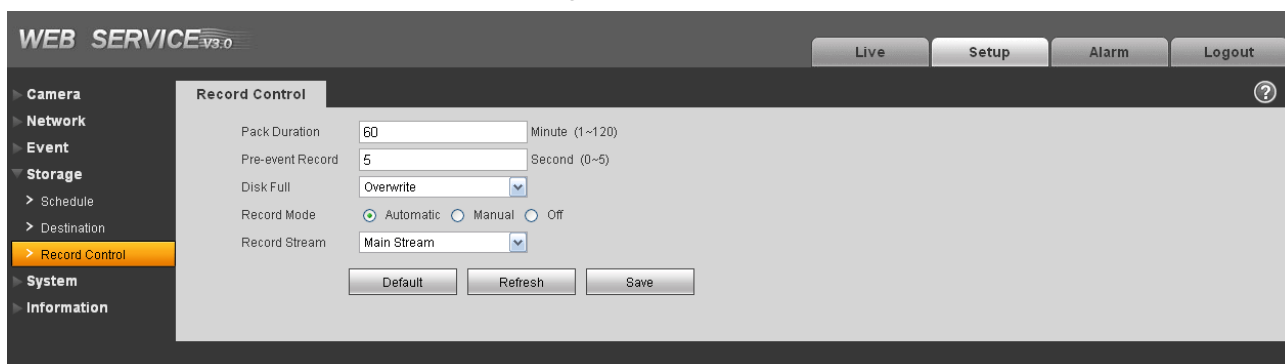 WEB SERVICE V3.0
Live Setup Alarm Logout
Camera
Network
Event
Storage
> Schedule
> Destination
> Record Control
System
Information
Record Control
?
Pack Duration 60 Minute (1~120)
Pre-event Record 5 Second (0~5)
Disk Full Overwrite
Record Mode Automatic Manual Off
Record Stream Main Stream
Default Refresh Save